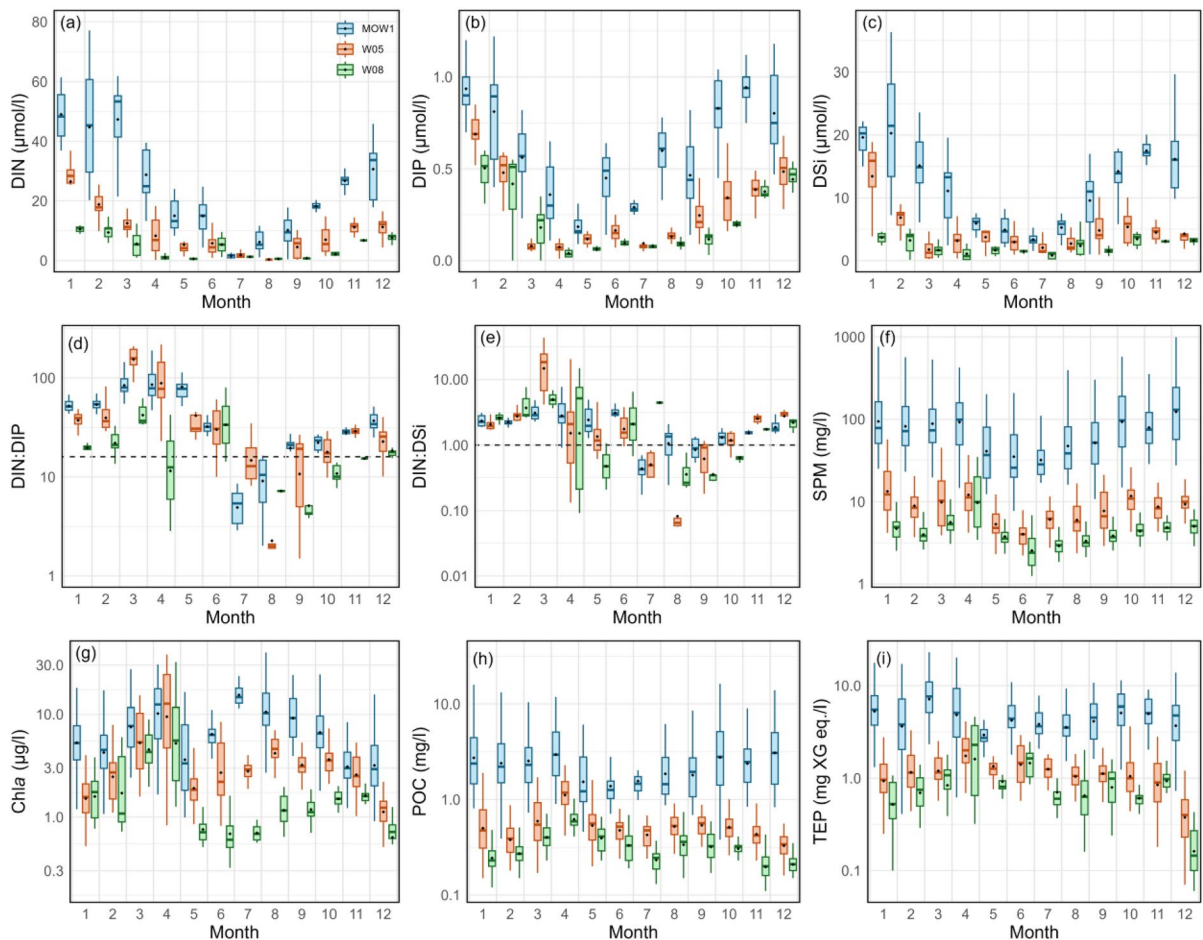 (a)
MOW1
W05
W08
DIN (μmol/l)
80
60
40
20
0
1 2 3 4 5 6 7 8 9 10 11 12
Month
(b)
DIP (μmol/l)
1.0
0.5
0.0
1 2 3 4 5 6 7 8 9 10 11 12
Month
(c)
DSi (μmol/l)
30
20
10
0
1 2 3 4 5 6 7 8 9 10 11 12
Month
(d)
DIN:DIP
100
10
1
1 2 3 4 5 6 7 8 9 10 11 12
Month
(e)
DIN:DSi
10.00
1.00
0.10
0.01
1 2 3 4 5 6 7 8 9 10 11 12
Month
(f)
SPM (mg/l)
1000
100
10
1
1 2 3 4 5 6 7 8 9 10 11 12
Month
(g)
Chla (μg/l)
30.0
10.0
3.0
1.0
0.3
1 2 3 4 5 6 7 8 9 10 11 12
Month
(h)
POC (mg/l)
10.0
1.0
0.1
1 2 3 4 5 6 7 8 9 10 11 12
Month
(i)
TEP (mg XG eq./l)
10.0
1.0
0.1
1 2 3 4 5 6 7 8 9 10 11 12
Month